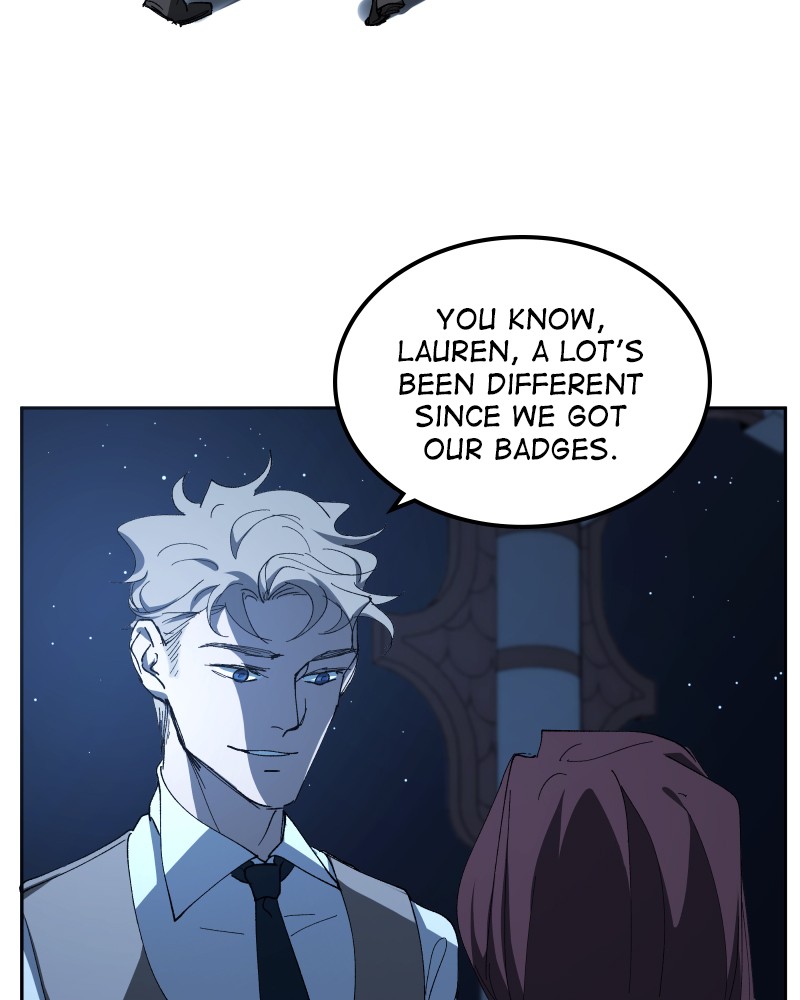 YOU KNOW,
LAUREN, A LOT'S
BEEN DIFFERENT
SINCE WE GOT
OUR BADGES.